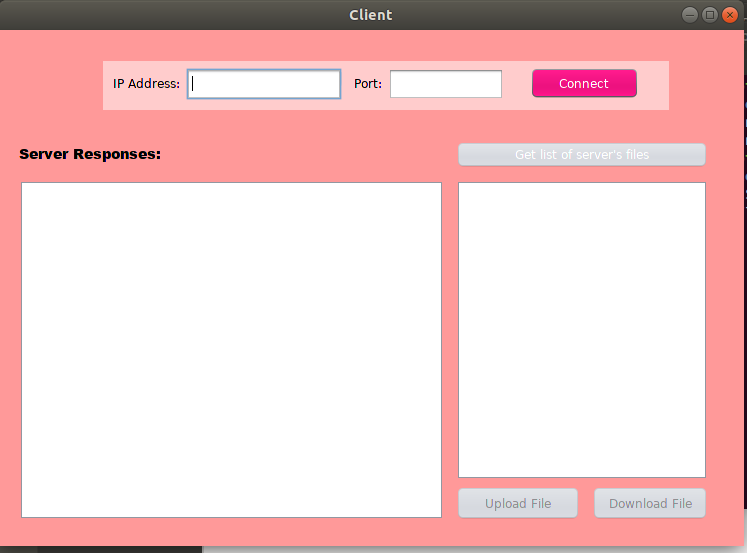 Client
IP Address: Port: Connect
Server Responses: Get list of server's files
Upload File Download File